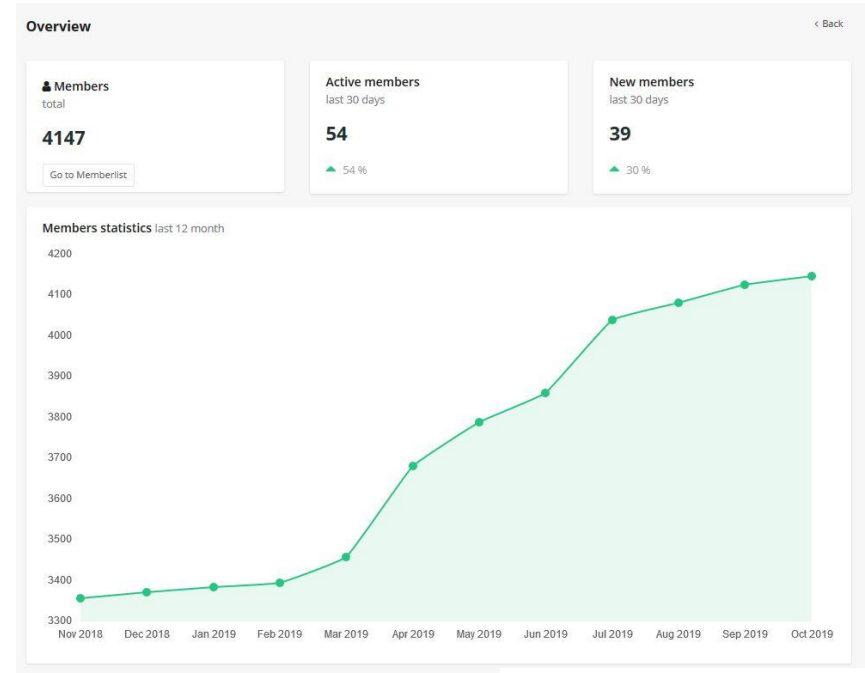 Overview
< Back
Members
total
4147
Go to Memberlist
Active members
last 30 days
54
54 %
New members
last 30 days
39
30 %
Members statistics last 12 month
4200
4100
4000
3900
3800
3700
3600
3500
3400
3300
Nov 2018 Dec 2018 Jan 2019 Feb 2019 Mar 2019 Apr 2019 May 2019 Jun 2019 Jul 2019 Aug 2019 Sep 2019 Oct 2019